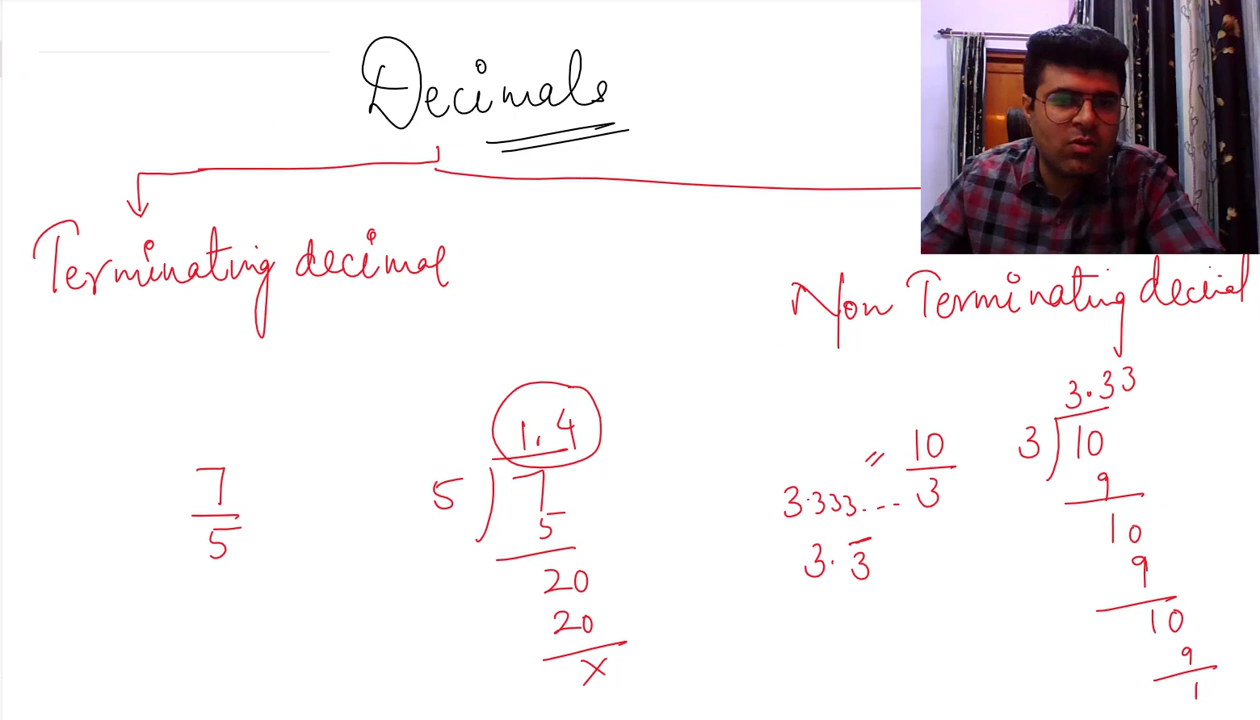 Decimals
Terminating decimal
Non Terminating decimal
7
5
1.4
5 ) 7
5
20
20
x
= 10
3
3.333...
3.3̅
3.33
3 ) 10
9
10
9
10
9
1